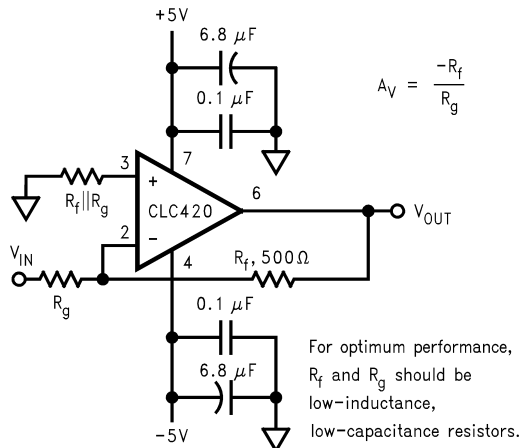 +5V
6.8 μF
A_V = -R_f / R_g
0.1 μF
3
7
+
R_f||R_g
CLC420
6
V_OUT
2
−
V_IN
4
R_f, 500Ω
R_g
0.1 μF
6.8 μF
-5V
For optimum performance,
R_f and R_g should be
low-inductance,
low-capacitance resistors.